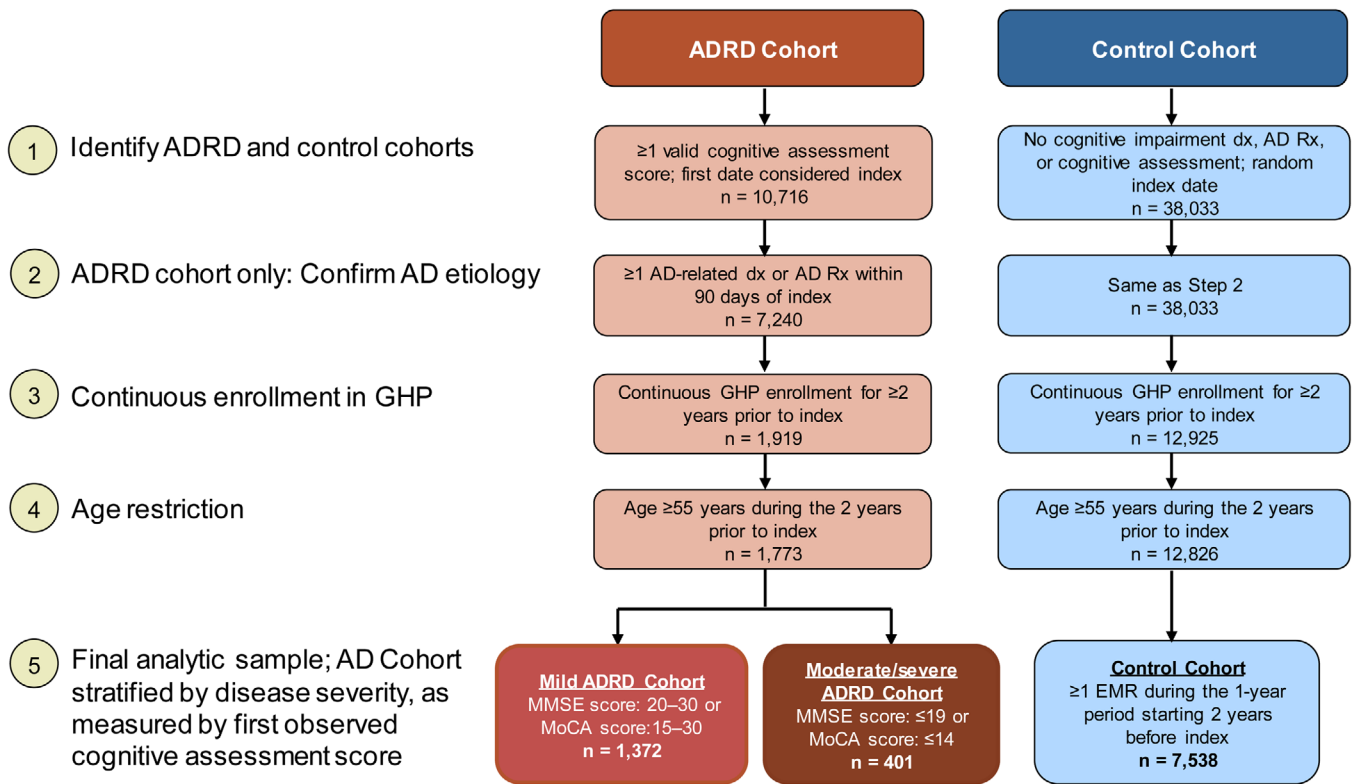 ADRD Cohort
Control Cohort
1
Identify ADRD and control cohorts
≥1 valid cognitive assessment
score; first date considered index
n = 10,716
No cognitive impairment dx, AD Rx,
or cognitive assessment; random
index date
n = 38,033
2
ADRD cohort only: Confirm AD etiology
≥1 AD-related dx or AD Rx within
90 days of index
n = 7,240
Same as Step 2
n = 38,033
3
Continuous enrollment in GHP
Continuous GHP enrollment for ≥2
years prior to index
n = 1,919
Continuous GHP enrollment for ≥2
years prior to index
n = 12,925
4
Age restriction
Age ≥55 years during the 2 years
prior to index
n = 1,773
Age ≥55 years during the 2 years
prior to index
n = 12,826
5
Final analytic sample; AD Cohort
stratified by disease severity, as
measured by first observed
cognitive assessment score
Mild ADRD Cohort
MMSE score: 20–30 or
MoCA score:15–30
n = 1,372
Moderate/severe
ADRD Cohort
MMSE score: ≤19 or
MoCA score: ≤14
n = 401
Control Cohort
≥1 EMR during the 1-year
period starting 2 years
before index
n = 7,538